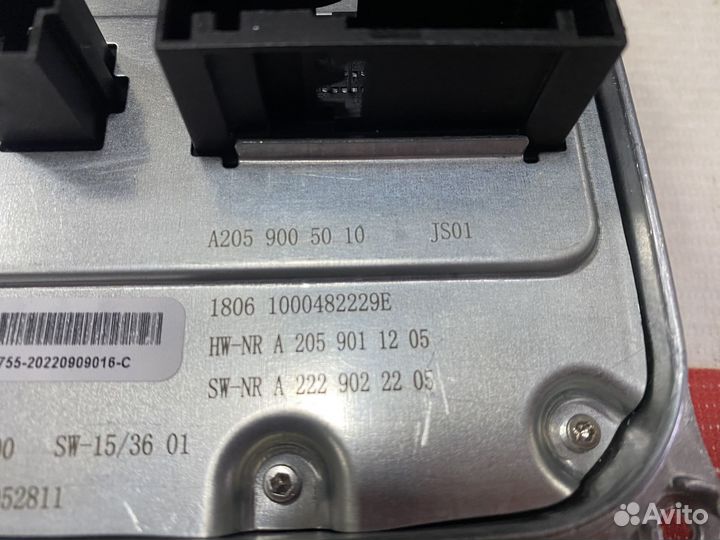 A205 900 50 10 JS01
1806 1000482229E
HW-NR A 205 901 12 05
755-20220909016-C
SW-NR A 222 902 22 05
SW-15/36 01
52811
Avito